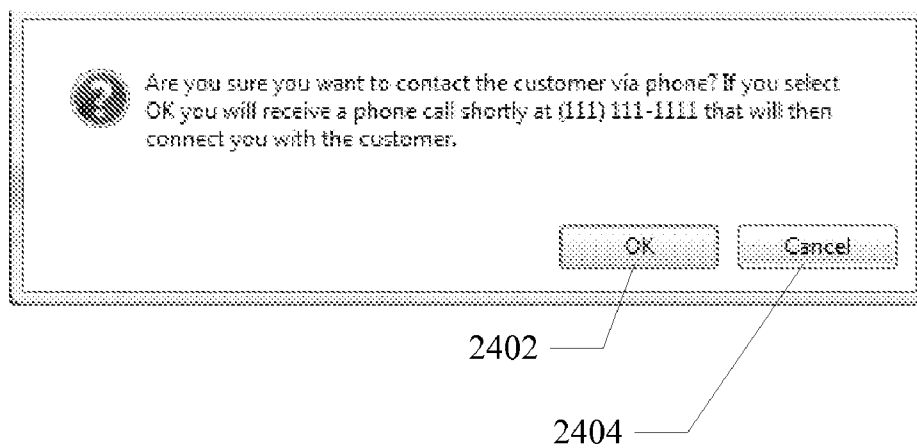 Are you sure you want to contact the customer via phone? If you select
OK you will receive a phone call shortly at (111) 111-1111 that will then
connect you with the customer.
OK Cancel
2402
2404